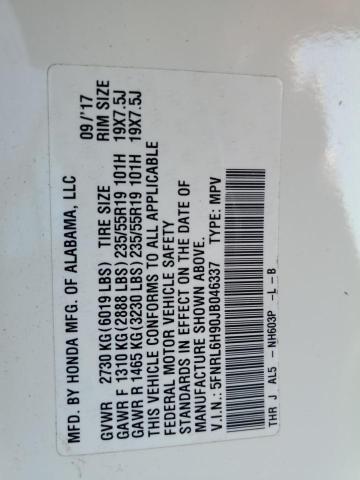 MFD. BY HONDA MFG. OF ALABAMA, LLC 09/'17
GVWR 2730 KG(6019 LBS) TIRE SIZE RIM SIZE
GAWR F 1310 KG(2888 LBS) 235/55R19 101H 19X7.5J
GAWR R 1465 KG(3230 LBS) 235/55R19 101H 19X7.5J
THIS VEHICLE CONFORMS TO ALL APPLICABLE
FEDERAL MOTOR VEHICLE SAFETY
STANDARDS IN EFFECT ON THE DATE OF
MANUFACTURE SHOWN ABOVE.
V.I.N.: 5FNRL6H90JB046337 TYPE: MPV
THR J AL5 - NH603P -L - B